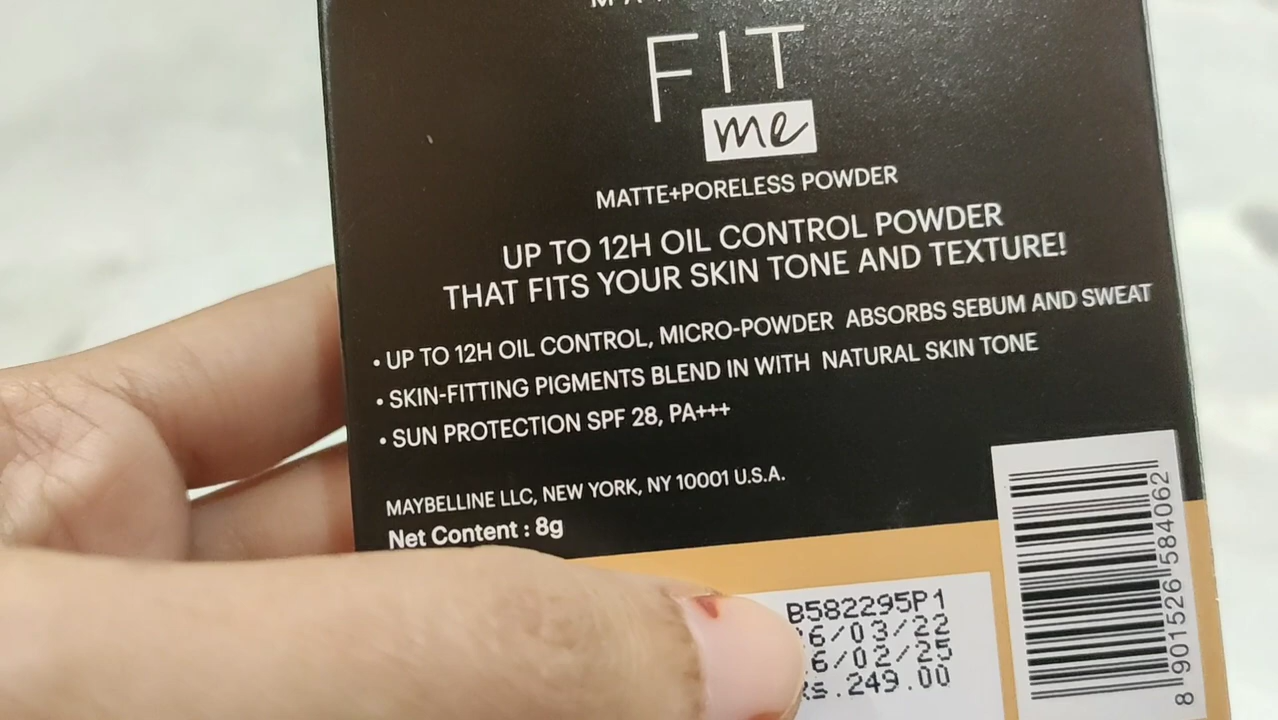 FIT
me
MATTE+PORELESS POWDER
UP TO 12H OIL CONTROL POWDER
THAT FITS YOUR SKIN TONE AND TEXTURE!
• UP TO 12H OIL CONTROL, MICRO-POWDER ABSORBS SEBUM AND SWEAT
• SKIN-FITTING PIGMENTS BLEND IN WITH NATURAL SKIN TONE
• SUN PROTECTION SPF 28, PA+++
MAYBELLINE LLC, NEW YORK, NY 10001 U.S.A.
Net Content : 8g
B582295P1
6/03/22
6/02/25
Rs.249.00
8 901526 584062